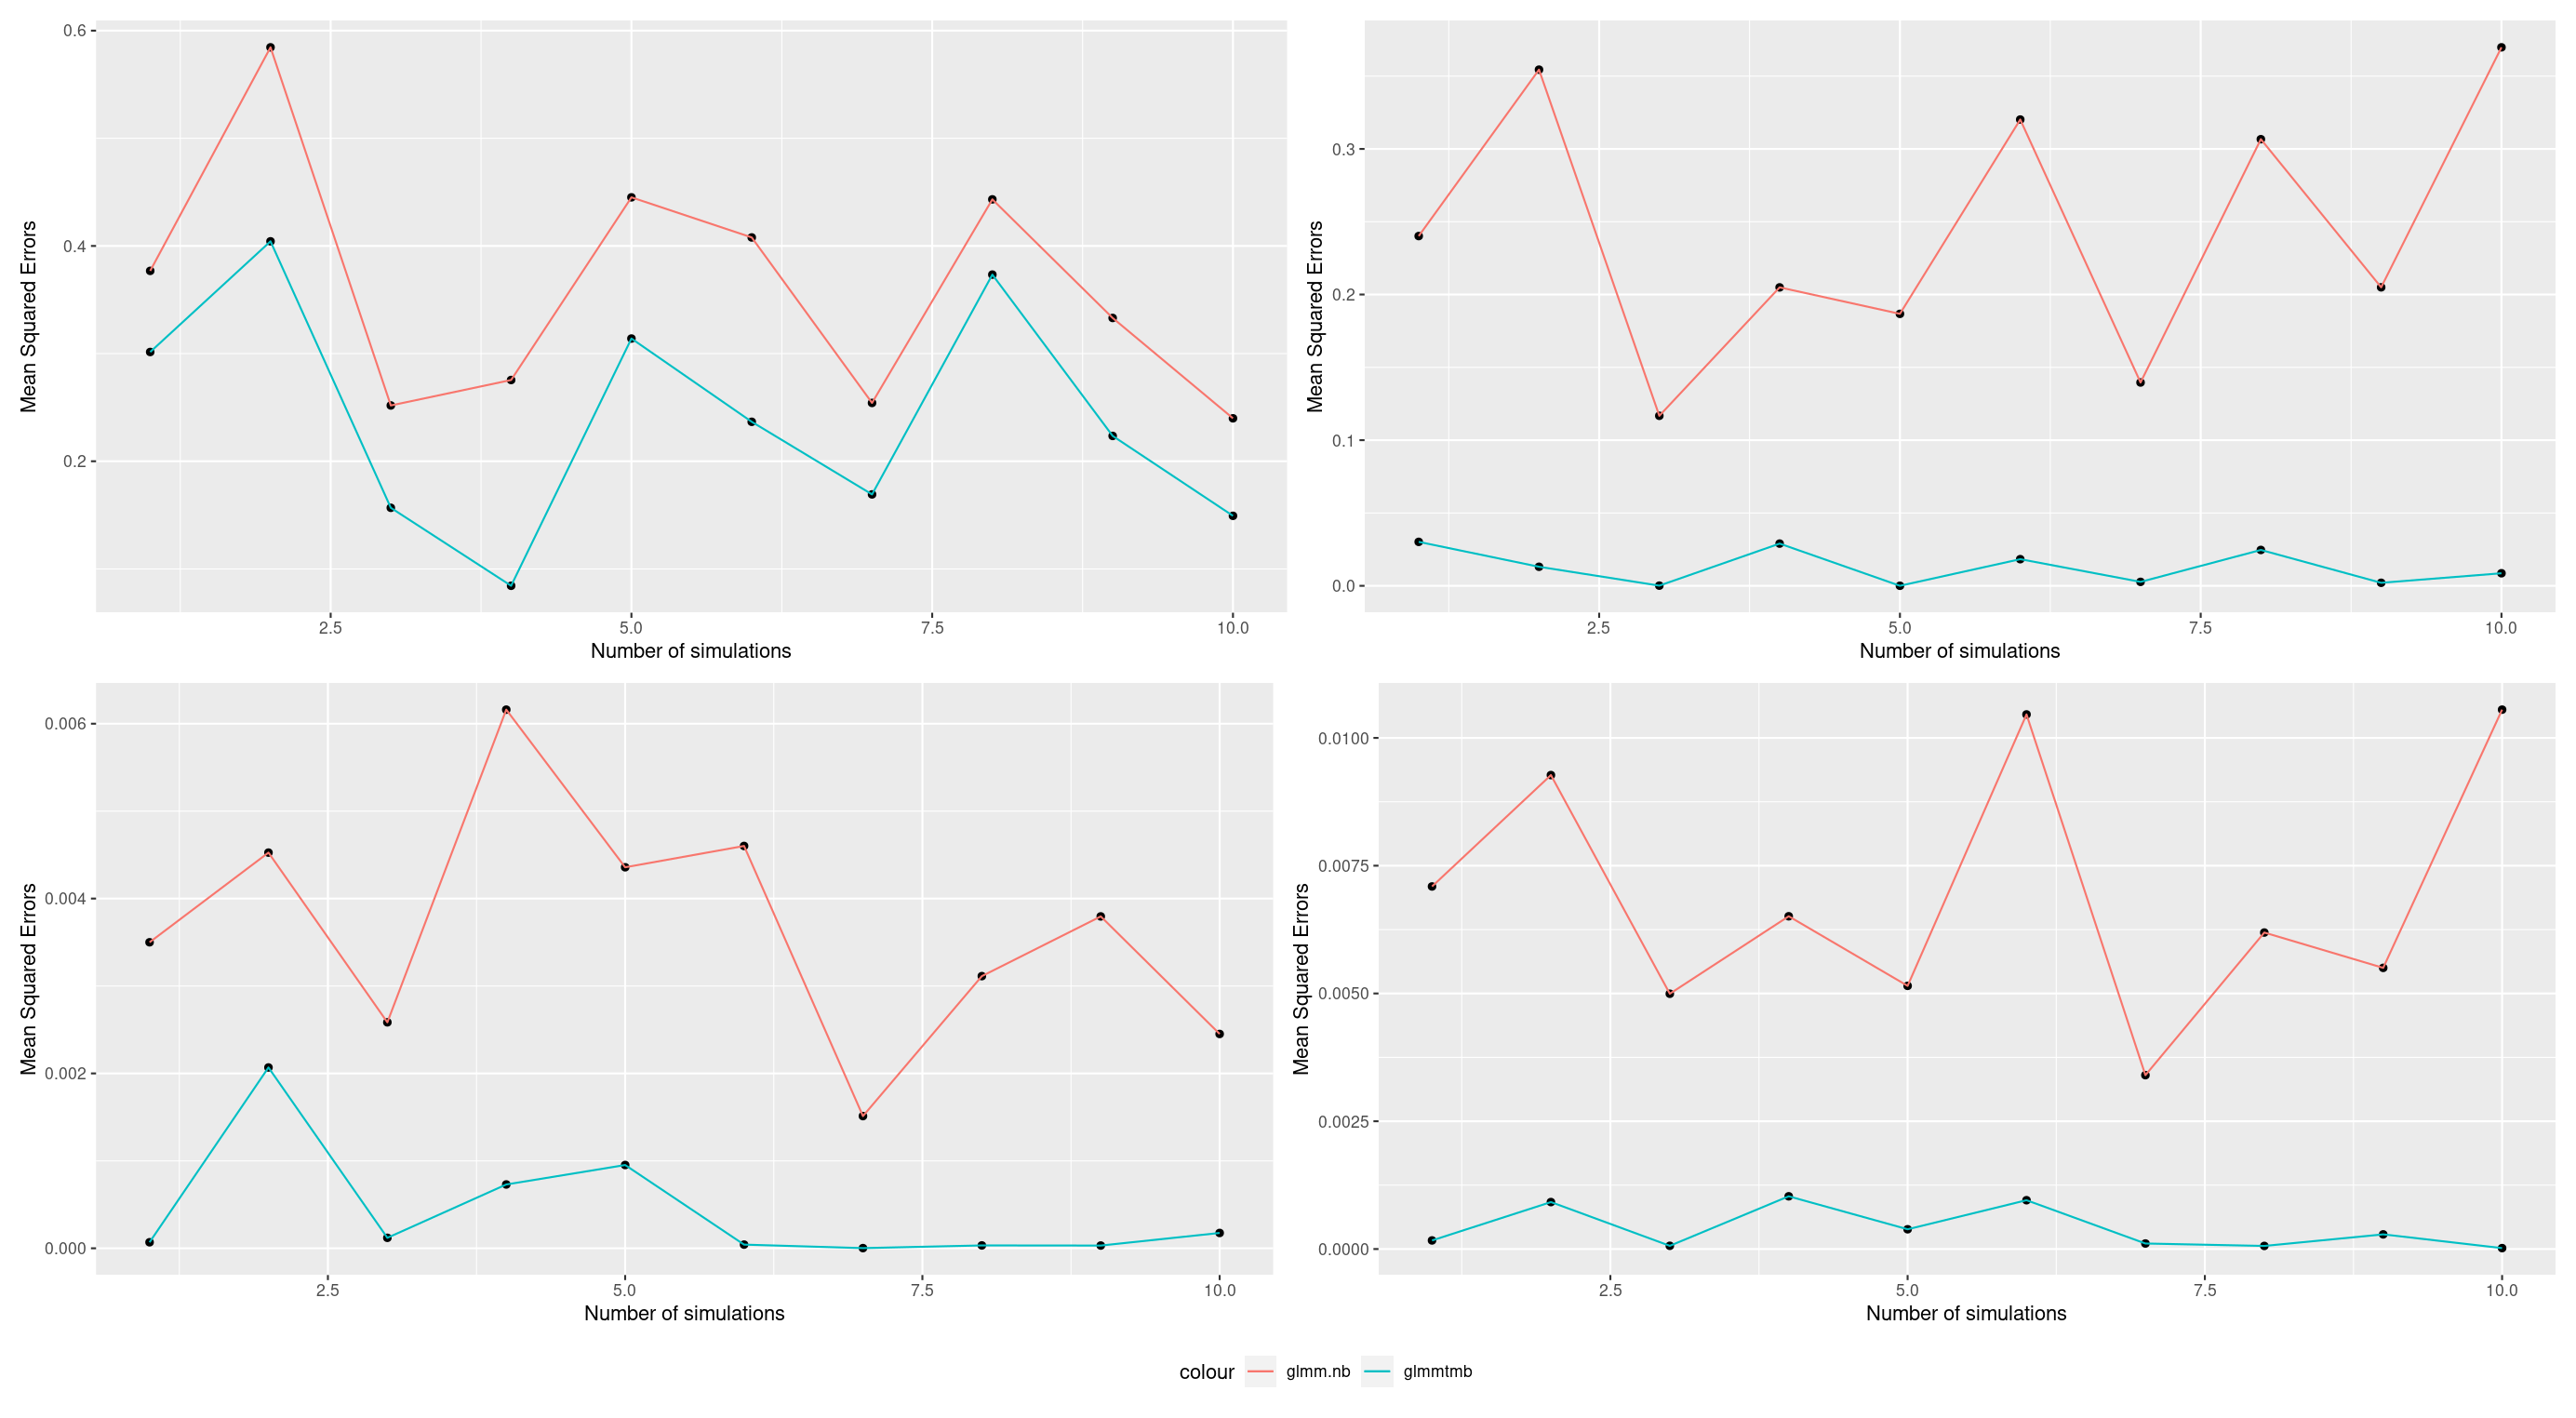 0.6
0.4
0.2
Mean Squared Errors
2.5 5.0 7.5 10.0
Number of simulations
0.3
0.2
0.1
0.0
Mean Squared Errors
2.5 5.0 7.5 10.0
Number of simulations
0.006
0.004
0.002
0.000
Mean Squared Errors
2.5 5.0 7.5 10.0
Number of simulations
0.0100
0.0075
0.0050
0.0025
0.0000
Mean Squared Errors
2.5 5.0 7.5 10.0
Number of simulations
colour glmm.nb glmmtmb